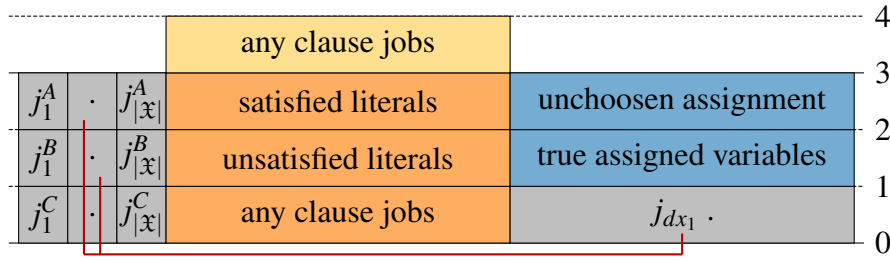 4
any clause jobs
3
j_1^A · j_{|𝔛|}^A satisfied literals unchoosen assignment
2
j_1^B · j_{|𝔛|}^B unsatisfied literals true assigned variables
1
j_1^C · j_{|𝔛|}^C any clause jobs j_{dx_1} ·
0